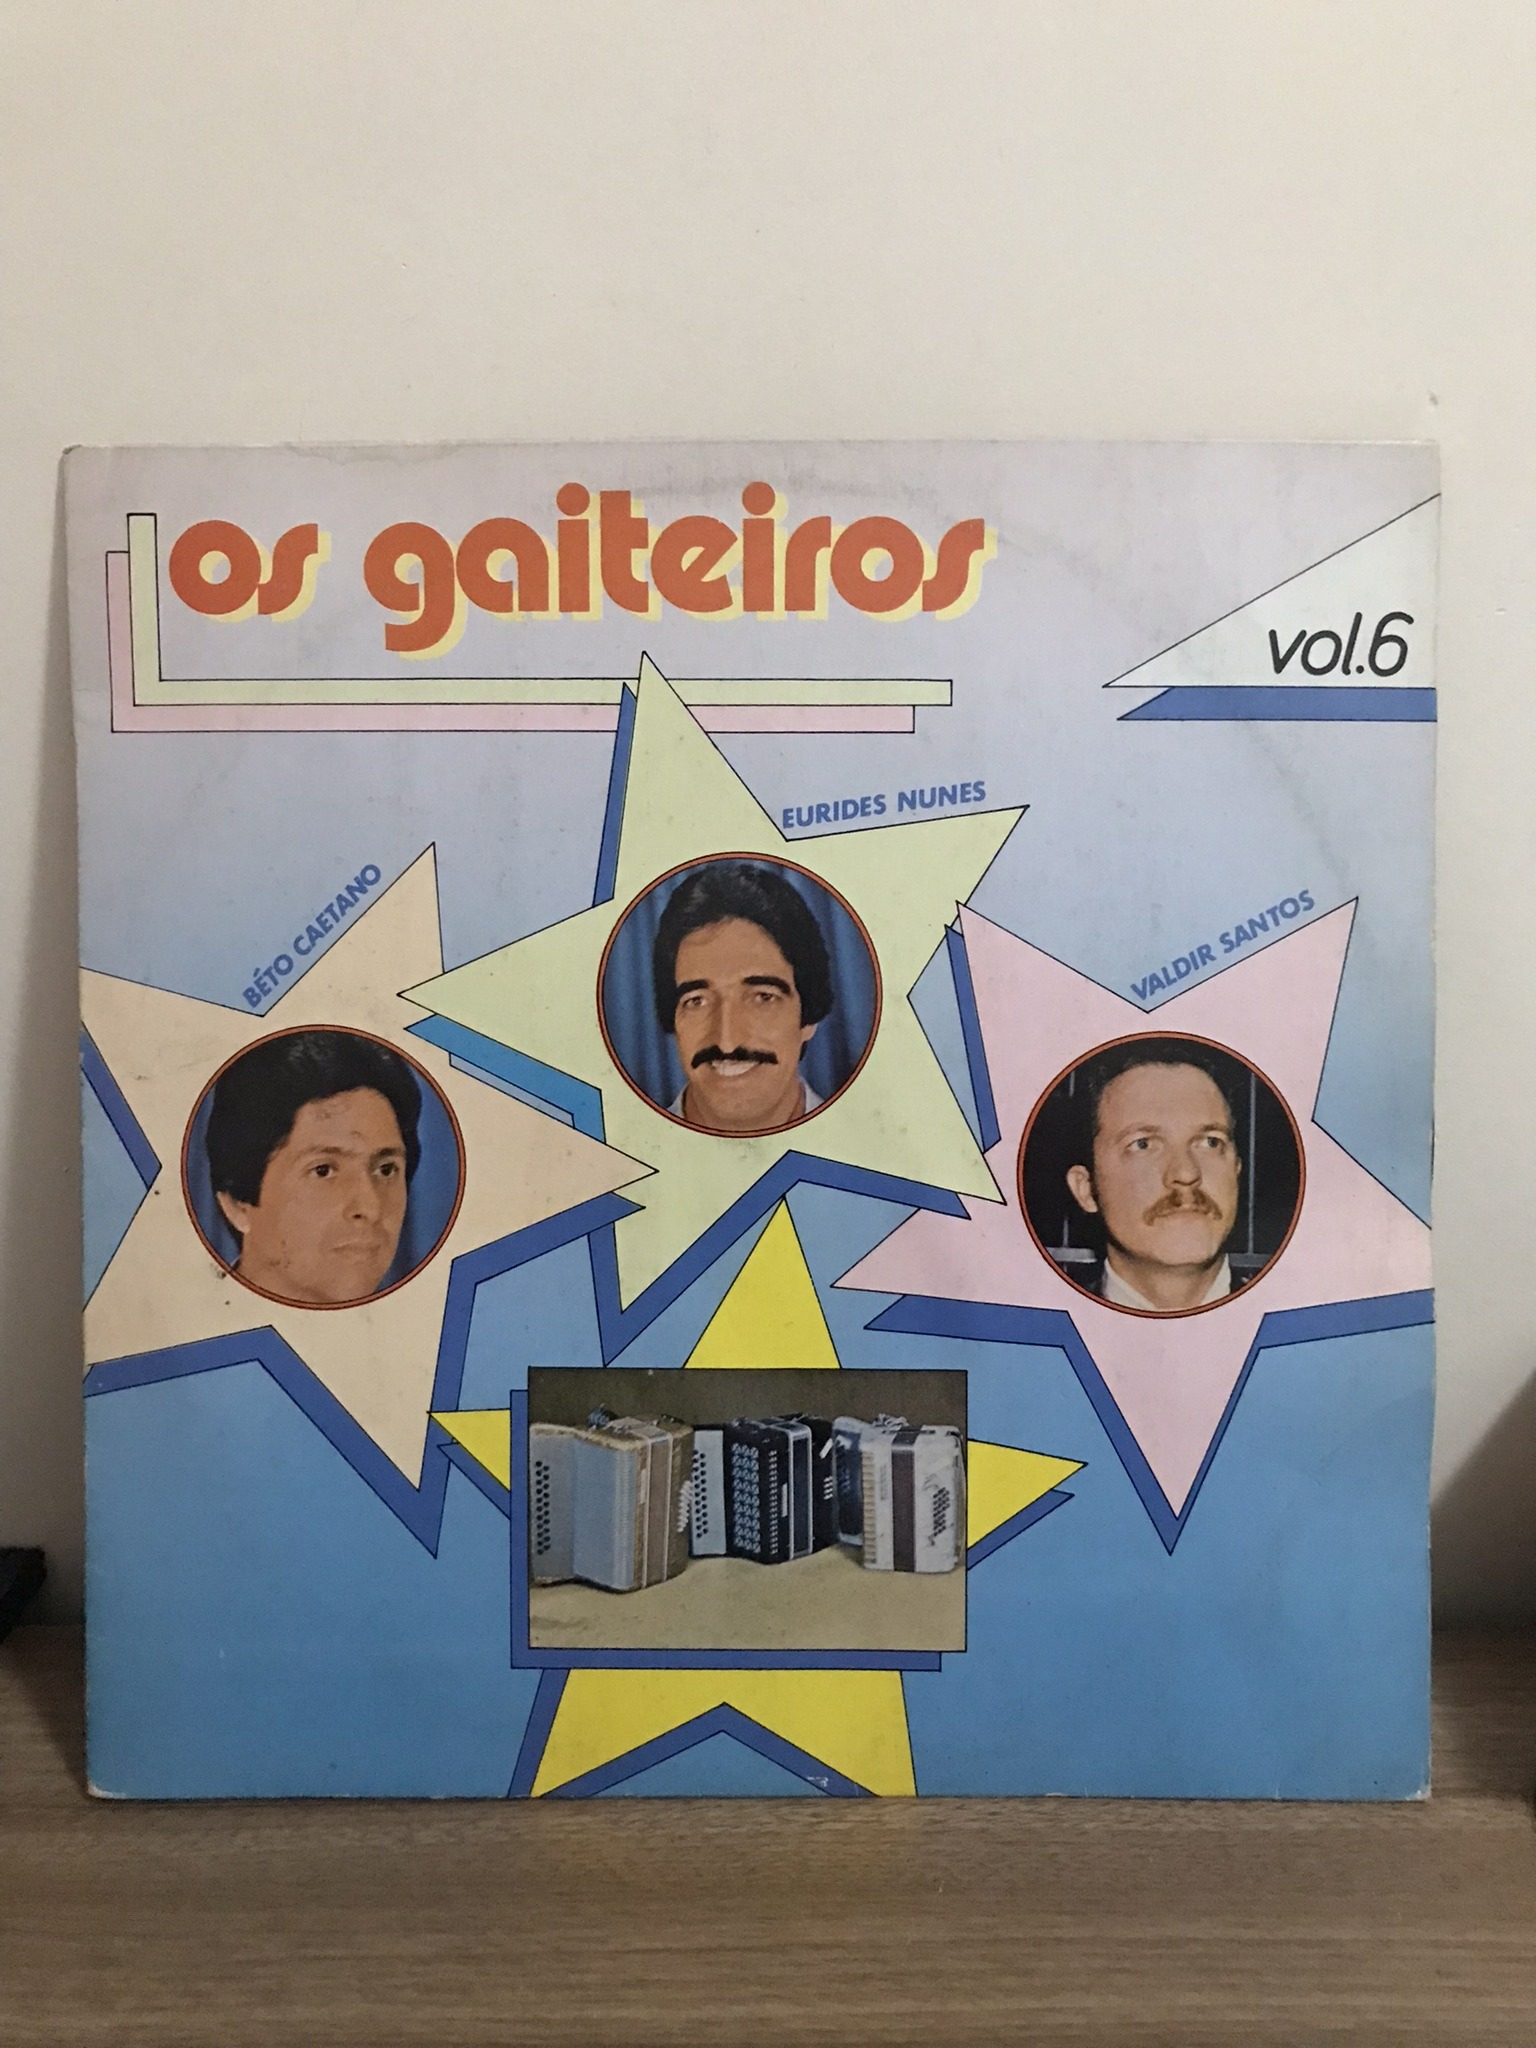 os gaiteiros
vol.6
EURIDES NUNES
BÉTO CAETANO
VALDIR SANTOS